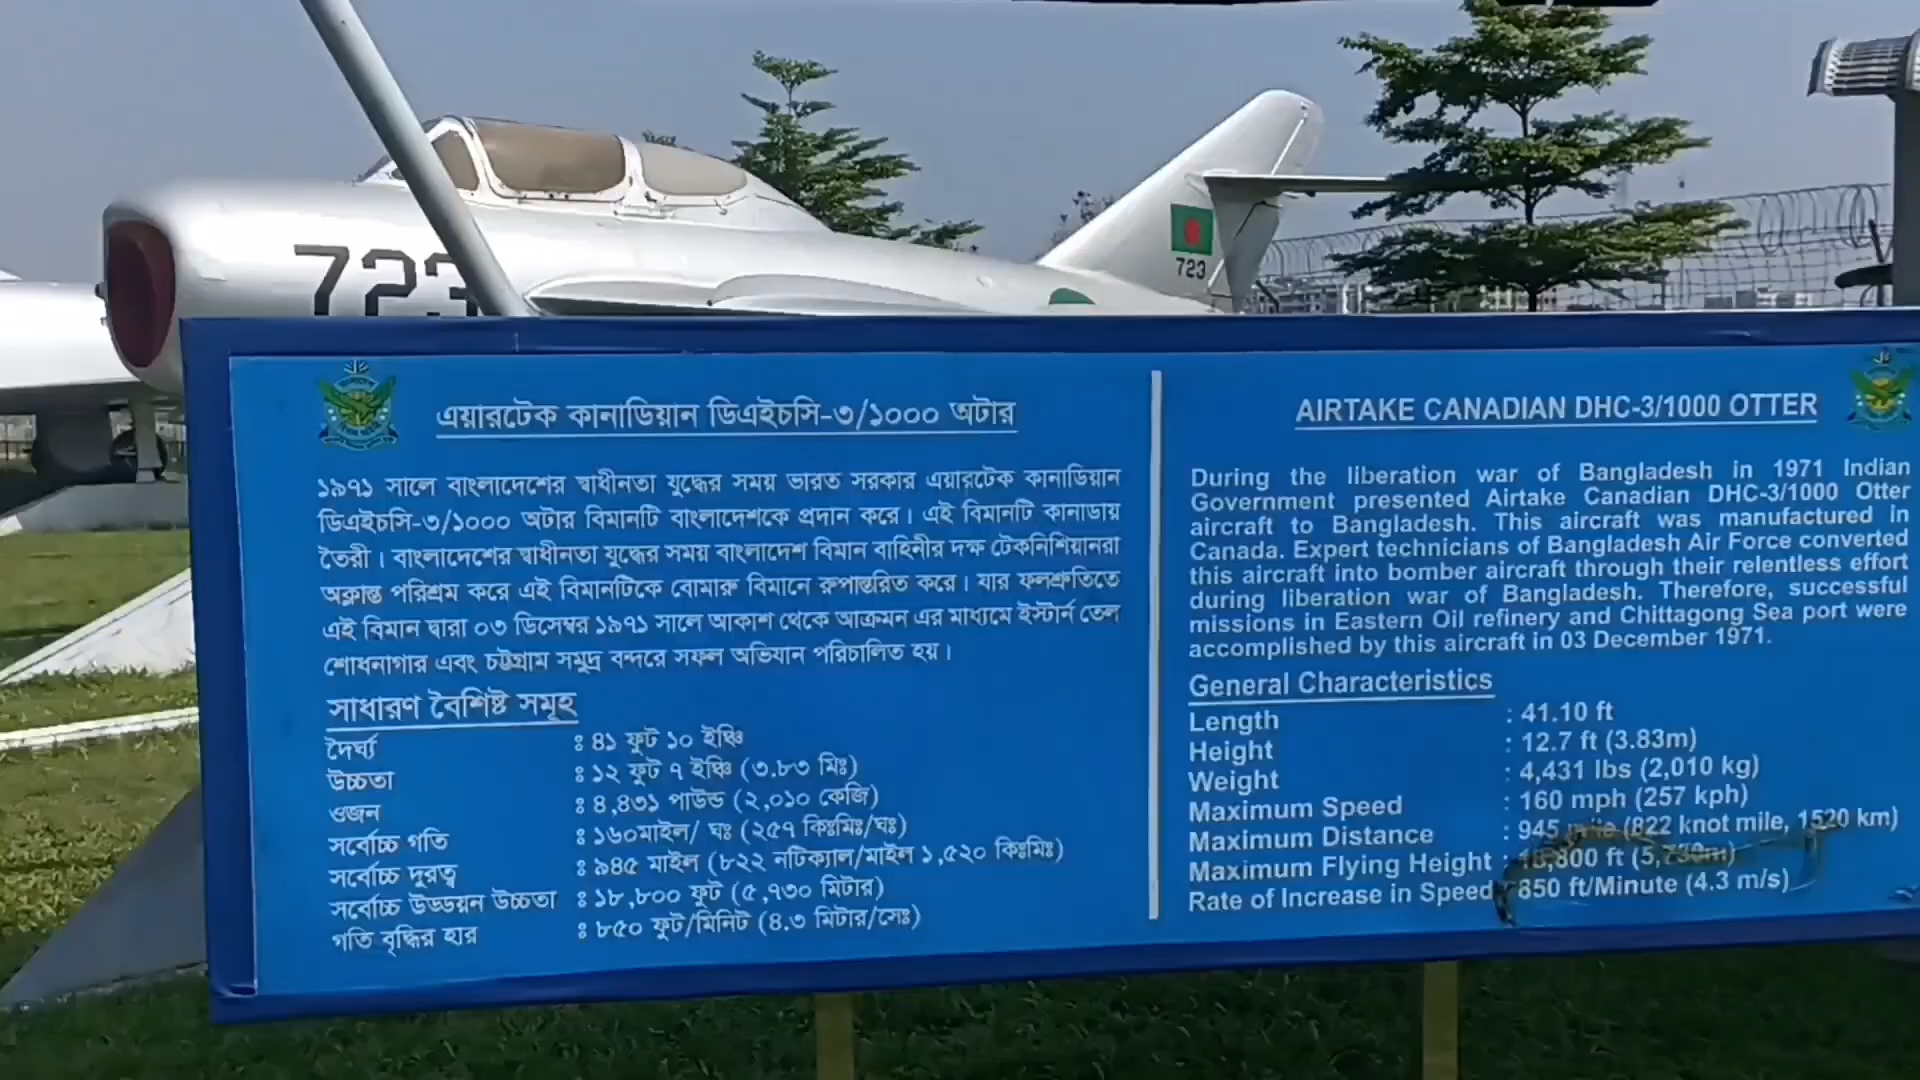 723
723
এয়ারটেক কানাডিয়ান ডিএইচসি-৩/১০০০ অটার
১৯৭১ সালে বাংলাদেশের স্বাধীনতা যুদ্ধের সময় ভারত সরকার এয়ারটেক কানাডিয়ান
ডিএইচসি-৩/১০০০ অটার বিমানটি বাংলাদেশকে প্রদান করে। এই বিমানটি কানাডায়
তৈরী। বাংলাদেশের স্বাধীনতা যুদ্ধের সময় বাংলাদেশ বিমান বাহিনীর দক্ষ টেকনিশিয়ানরা
অক্লান্ত পরিশ্রম করে এই বিমানটিকে বোমারু বিমানে রুপান্তরিত করে। যার ফলশ্রুতিতে
এই বিমান দ্বারা ০৩ ডিসেম্বর ১৯৭১ সালে আকাশ থেকে আক্রমন এর মাধ্যমে ইস্টার্ন তেল
শোধনাগার এবং চট্টগ্রাম সমুদ্র বন্দরে সফল অভিযান পরিচালিত হয়।
সাধারণ বৈশিষ্ট সমূহ
দৈর্ঘ্য : ৪১ ফুট ১০ ইঞ্চি
উচ্চতা : ১২ ফুট ৭ ইঞ্চি (৩.৮৩ মিঃ)
ওজন : ৪,৪৩১ পাউন্ড (২,০১০ কেজি)
সর্বোচ্চ গতি : ১৬০মাইল/ ঘঃ (২৫৭ কিঃমিঃ/ঘঃ)
সর্বোচ্চ দুরত্ব : ৯৪৫ মাইল (৮২২ নটিক্যাল/মাইল ১,৫২০ কিঃমিঃ)
সর্বোচ্চ উড্ডয়ন উচ্চতা : ১৮,৮০০ ফুট (৫,৭৩০ মিটার)
গতি বৃদ্ধির হার : ৮৫০ ফুট/মিনিট (৪.৩ মিটার/সেঃ)
AIRTAKE CANADIAN DHC-3/1000 OTTER
During the liberation war of Bangladesh in 1971 Indian
Government presented Airtake Canadian DHC-3/1000 Otter
aircraft to Bangladesh. This aircraft was manufactured in
Canada. Expert technicians of Bangladesh Air Force converted
this aircraft into bomber aircraft through their relentless effort
during liberation war of Bangladesh. Therefore, successful
missions in Eastern Oil refinery and Chittagong Sea port were
accomplished by this aircraft in 03 December 1971.
General Characteristics
Length : 41.10 ft
Height : 12.7 ft (3.83m)
Weight : 4,431 lbs (2,010 kg)
Maximum Speed : 160 mph (257 kph)
Maximum Distance : 945 mile (822 knot mile, 1520 km)
Maximum Flying Height : 18,800 ft (5,730m)
Rate of Increase in Speed : 850 ft/Minute (4.3 m/s)